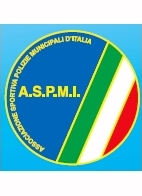 ASSOCIAZIONE SPORTIVA POLIZIE MUNICIPALI D'ITALIA
A.S.P.M.I.